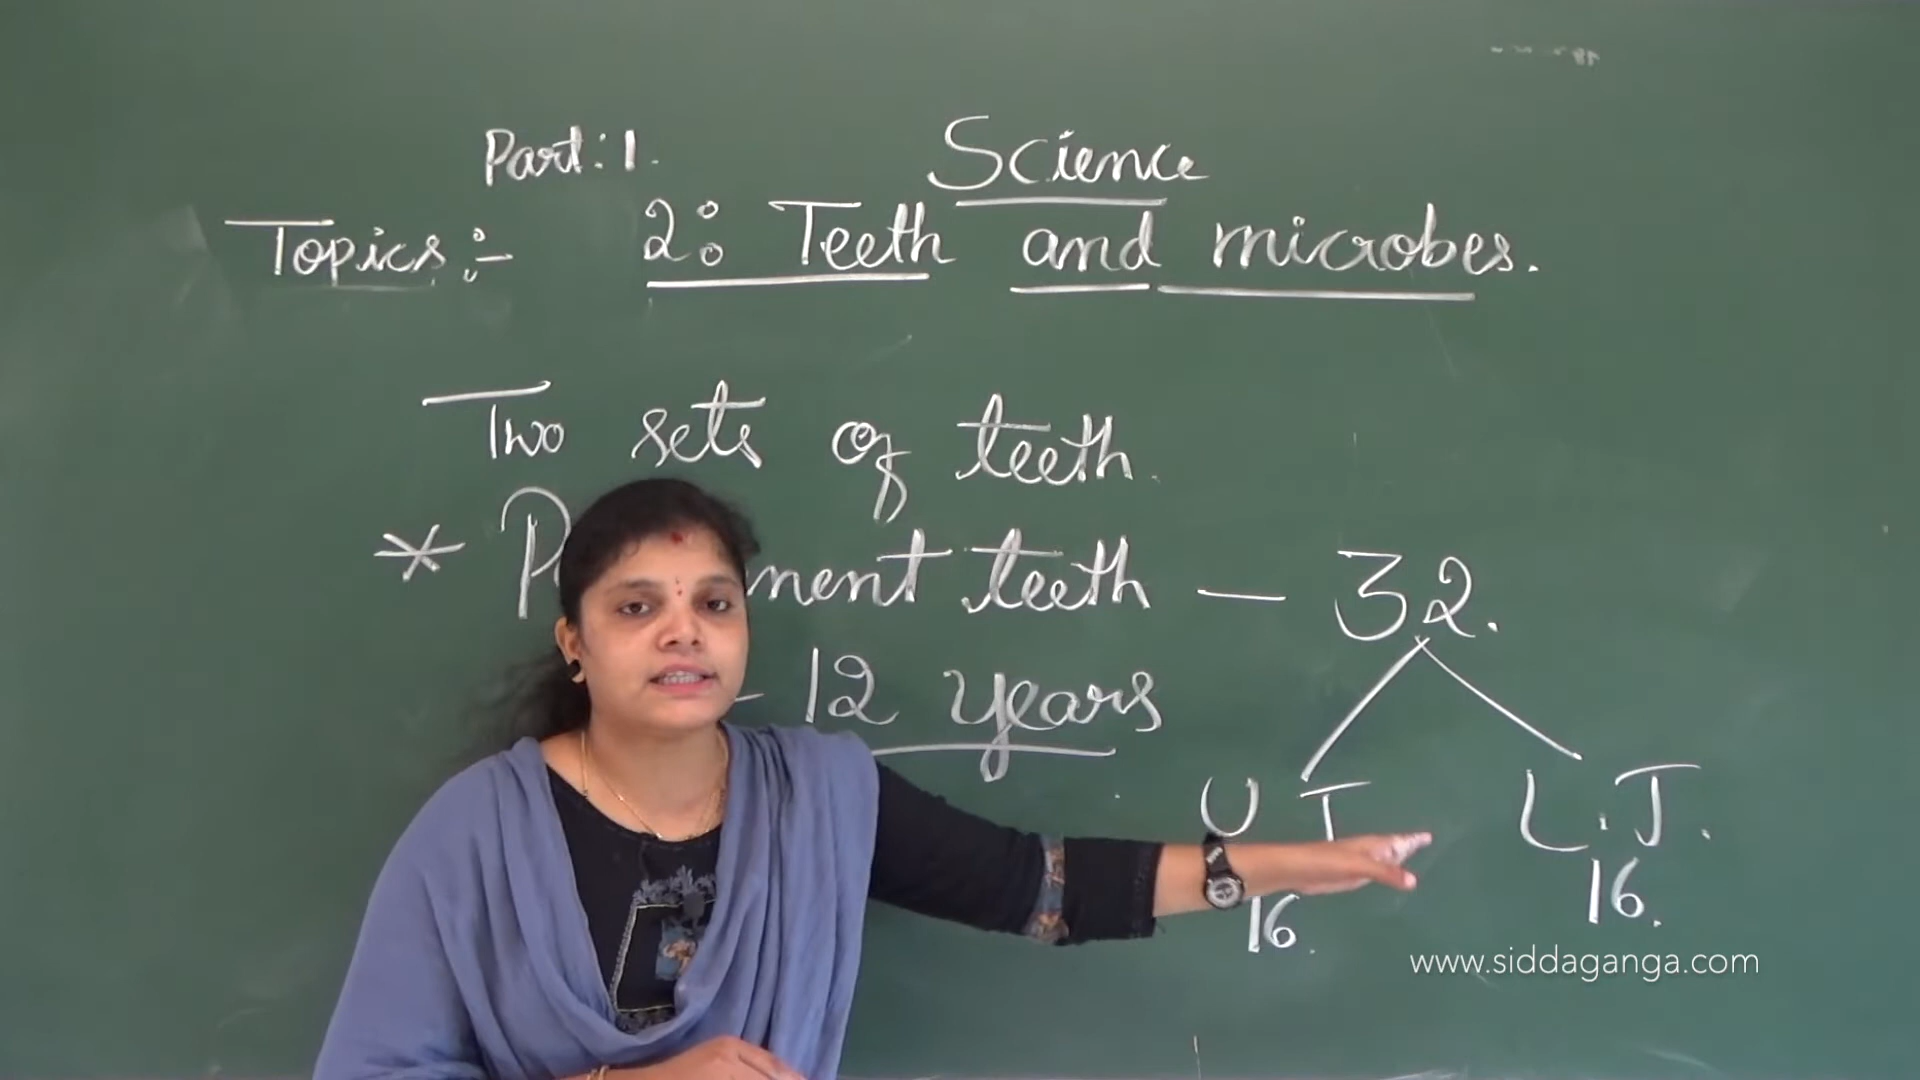 Part: 1.
Science
Topics :-
2: Teeth and microbes.
Two sets of teeth.
* teeth — 32.
- 12 years
U L.J.
16. 16.
www.siddaganga.com